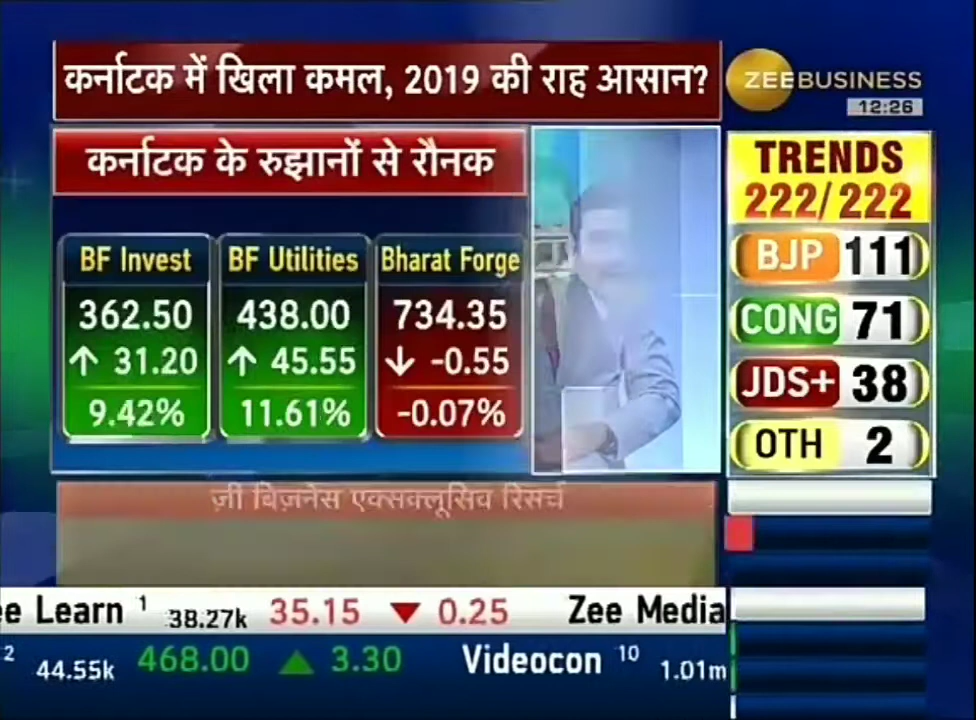 कर्नाटक में खिला कमल, 2019 की राह आसान?
ZEEBUSINESS
12:26
कर्नाटक के रुझानों से रौनक
BF Invest
362.50
↑ 31.20
9.42%
BF Utilities
438.00
↑ 45.55
11.61%
Bharat Forge
734.35
↓ -0.55
-0.07%
TRENDS
222/222
BJP 111
CONG 71
JDS+ 38
OTH 2
ज़ी बिज़नेस एक्सक्लूसिव रिसर्च
ee Learn 1 38.27k 35.15 ▼ 0.25 Zee Media
2 44.55k 468.00 ▲ 3.30 Videocon 10 1.01m